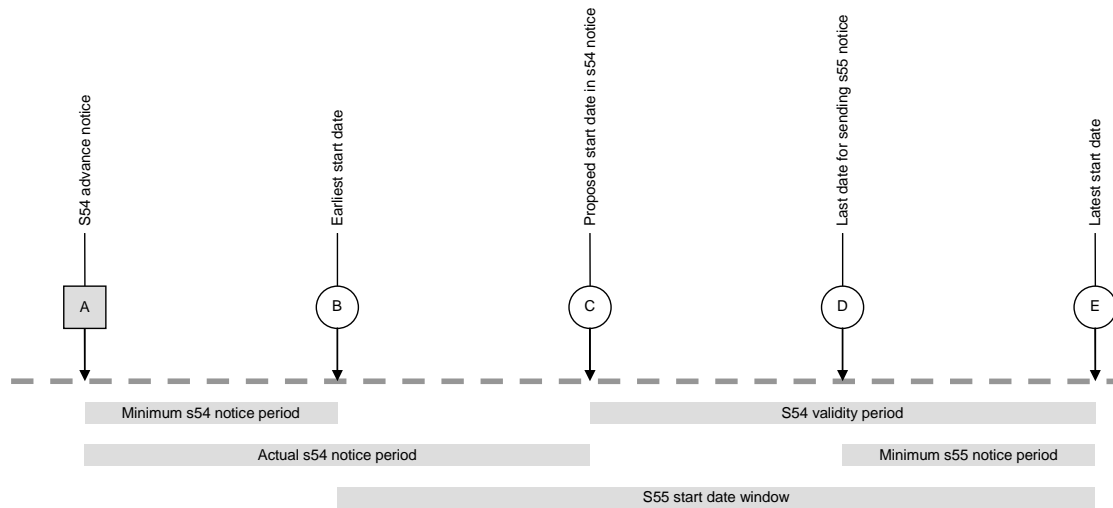 S54 advance notice
Earliest start date
Proposed start date in s54 notice
Last date for sending s55 notice
Latest start date
A
B
C
D
E
Minimum s54 notice period
S54 validity period
Actual s54 notice period
Minimum s55 notice period
S55 start date window